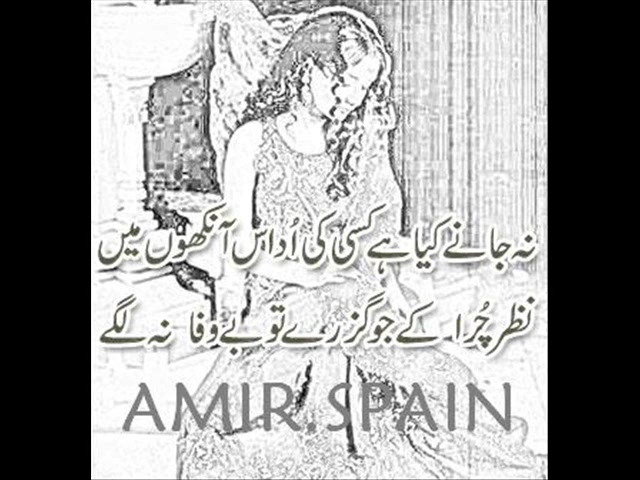 نہ جانے کیا ہے کسی کی اُداس آنکھوں میں
نظر چُرا کے جو گزرے تو بے وفا نہ لگے
AMIR.SPAIN